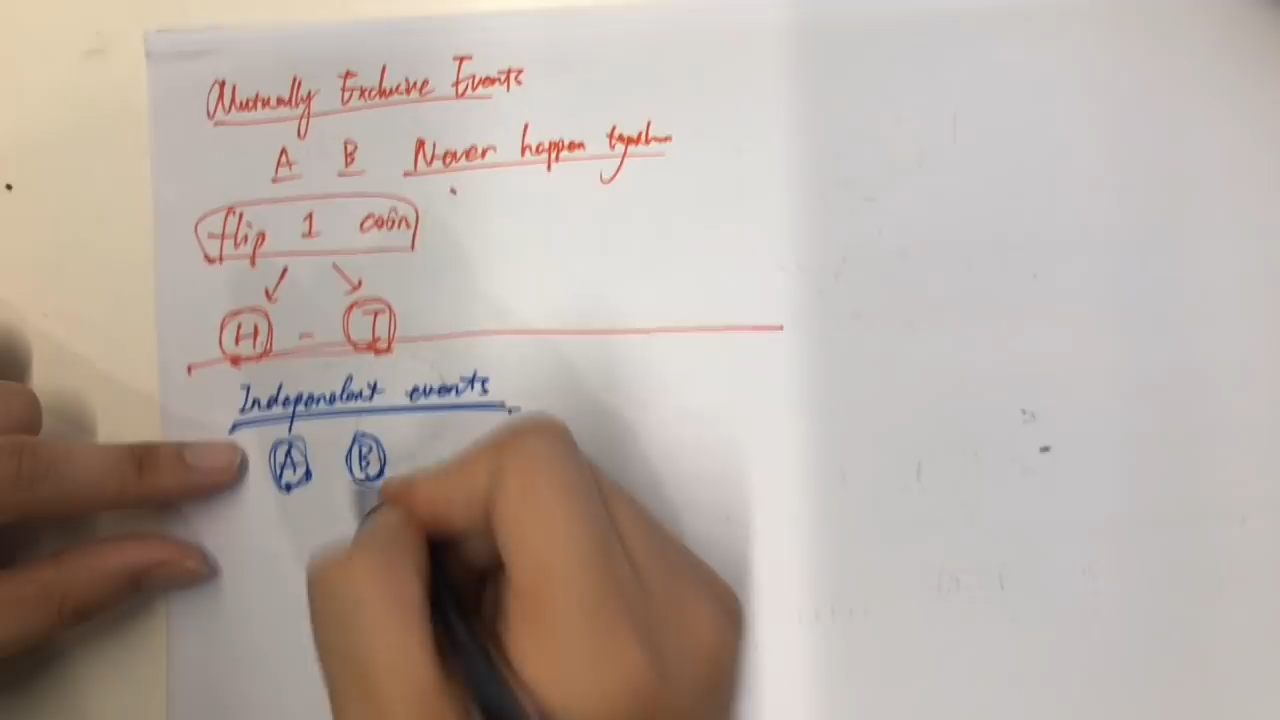 Mutually Exclusive Events
A B Never happen together
flip 1 coin
H - T
Independent events
A B